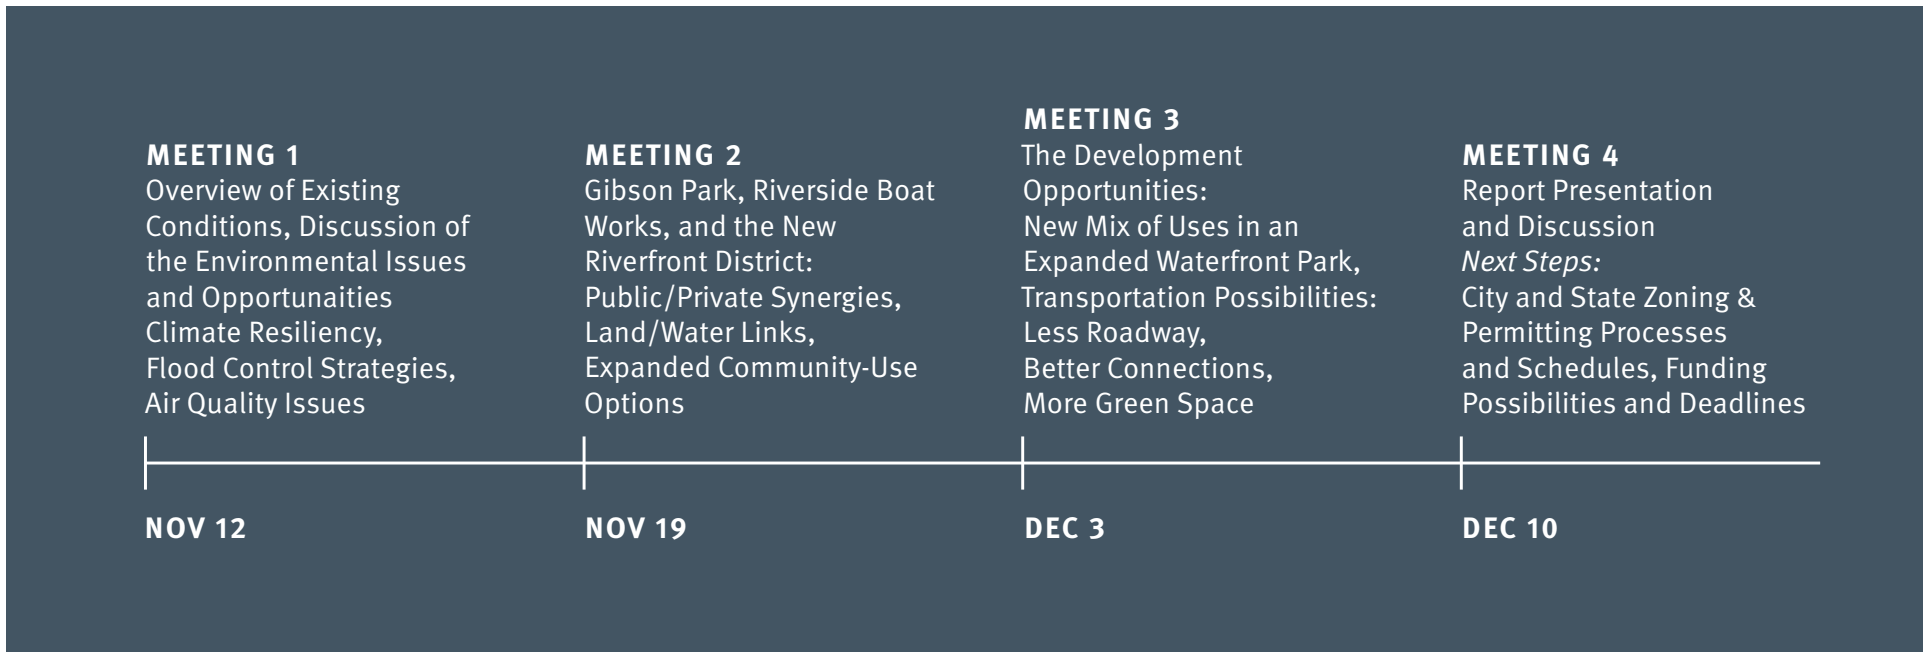 MEETING 1
Overview of Existing
Conditions, Discussion of
the Environmental Issues
and Opportunaities
Climate Resiliency,
Flood Control Strategies,
Air Quality Issues
NOV 12
MEETING 2
Gibson Park, Riverside Boat
Works, and the New
Riverfront District:
Public/Private Synergies,
Land/Water Links,
Expanded Community-Use
Options
NOV 19
MEETING 3
The Development
Opportunities:
New Mix of Uses in an
Expanded Waterfront Park,
Transportation Possibilities:
Less Roadway,
Better Connections,
More Green Space
DEC 3
MEETING 4
Report Presentation
and Discussion
Next Steps:
City and State Zoning &
Permitting Processes
and Schedules, Funding
Possibilities and Deadlines
DEC 10